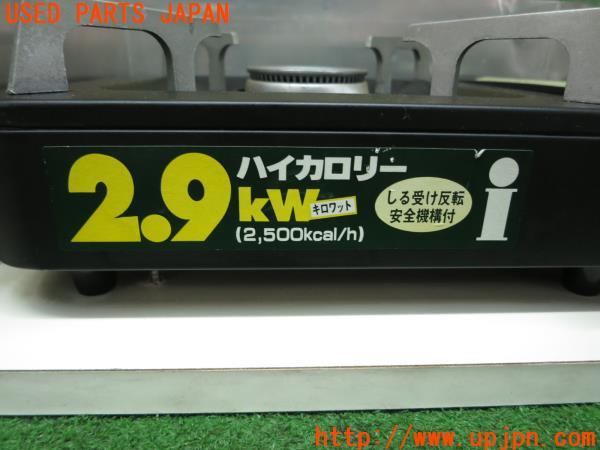 USED PARTS JAPAN
2.9
ハイカロリー
kW キロワット
(2,500kcal/h)
しる受け反転
安全機構付
i
http://www.upjpn.com